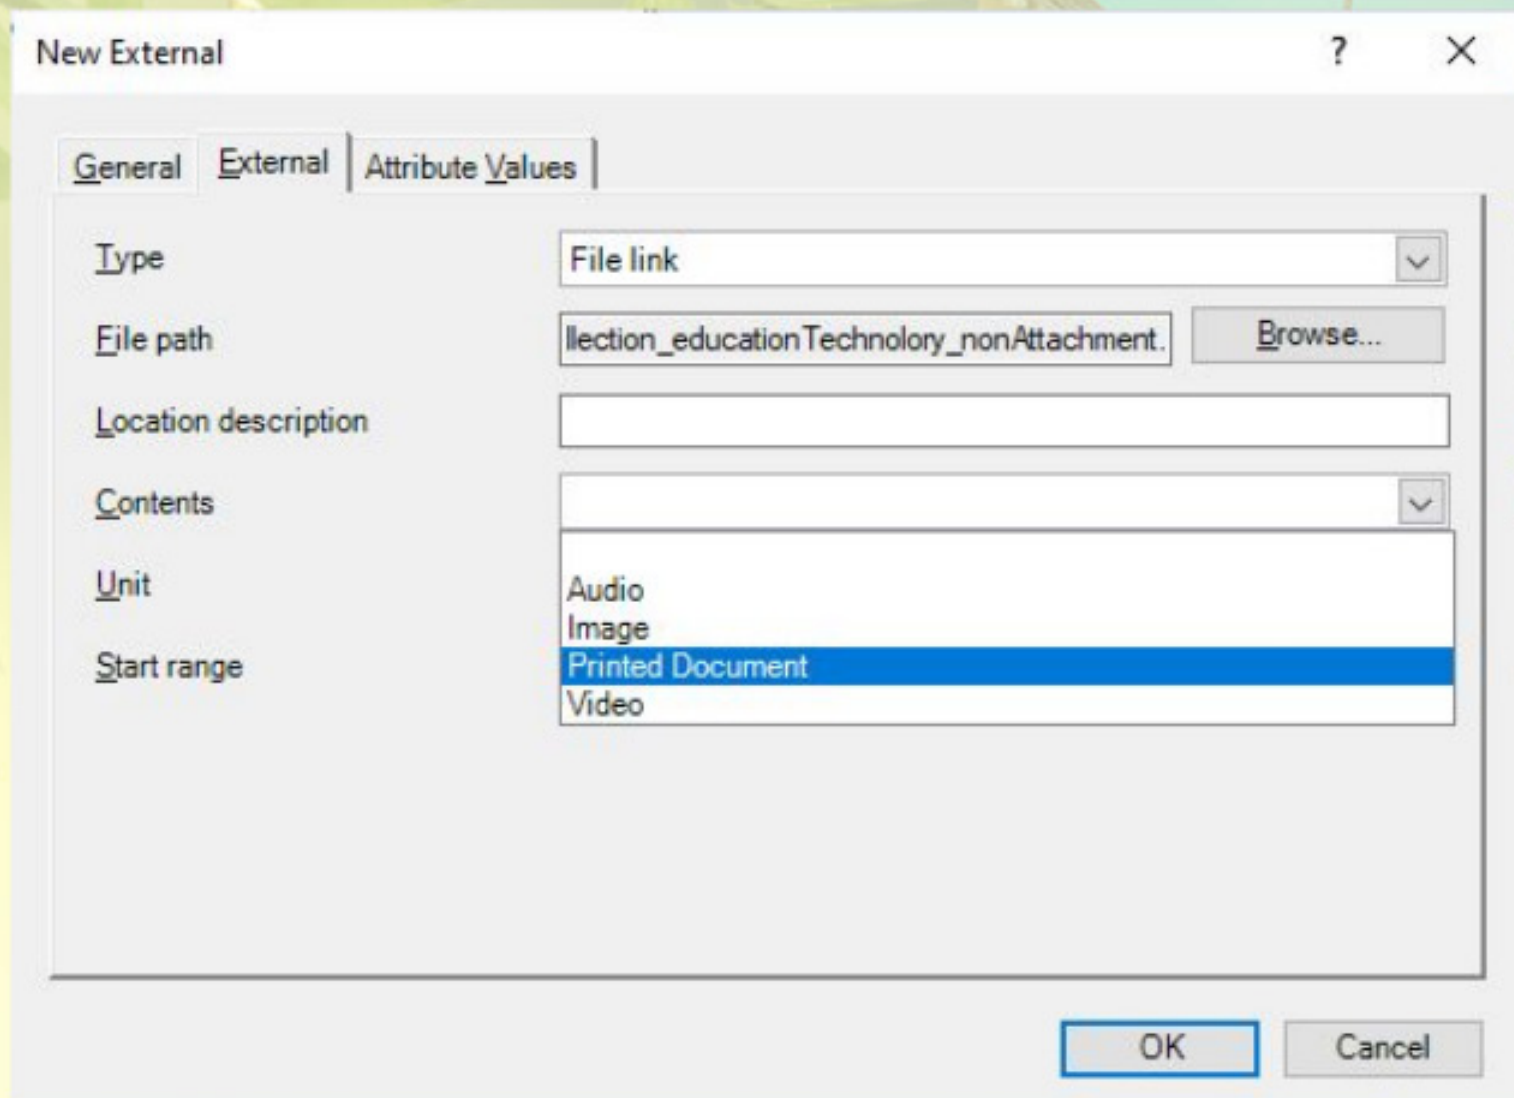 New External
?
General External Attribute Values
Type File link
File path llection_educationTechnolory_nonAttachment. Browse...
Location description
Contents
Unit
Audio
Image
Start range Printed Document
Video
OK Cancel